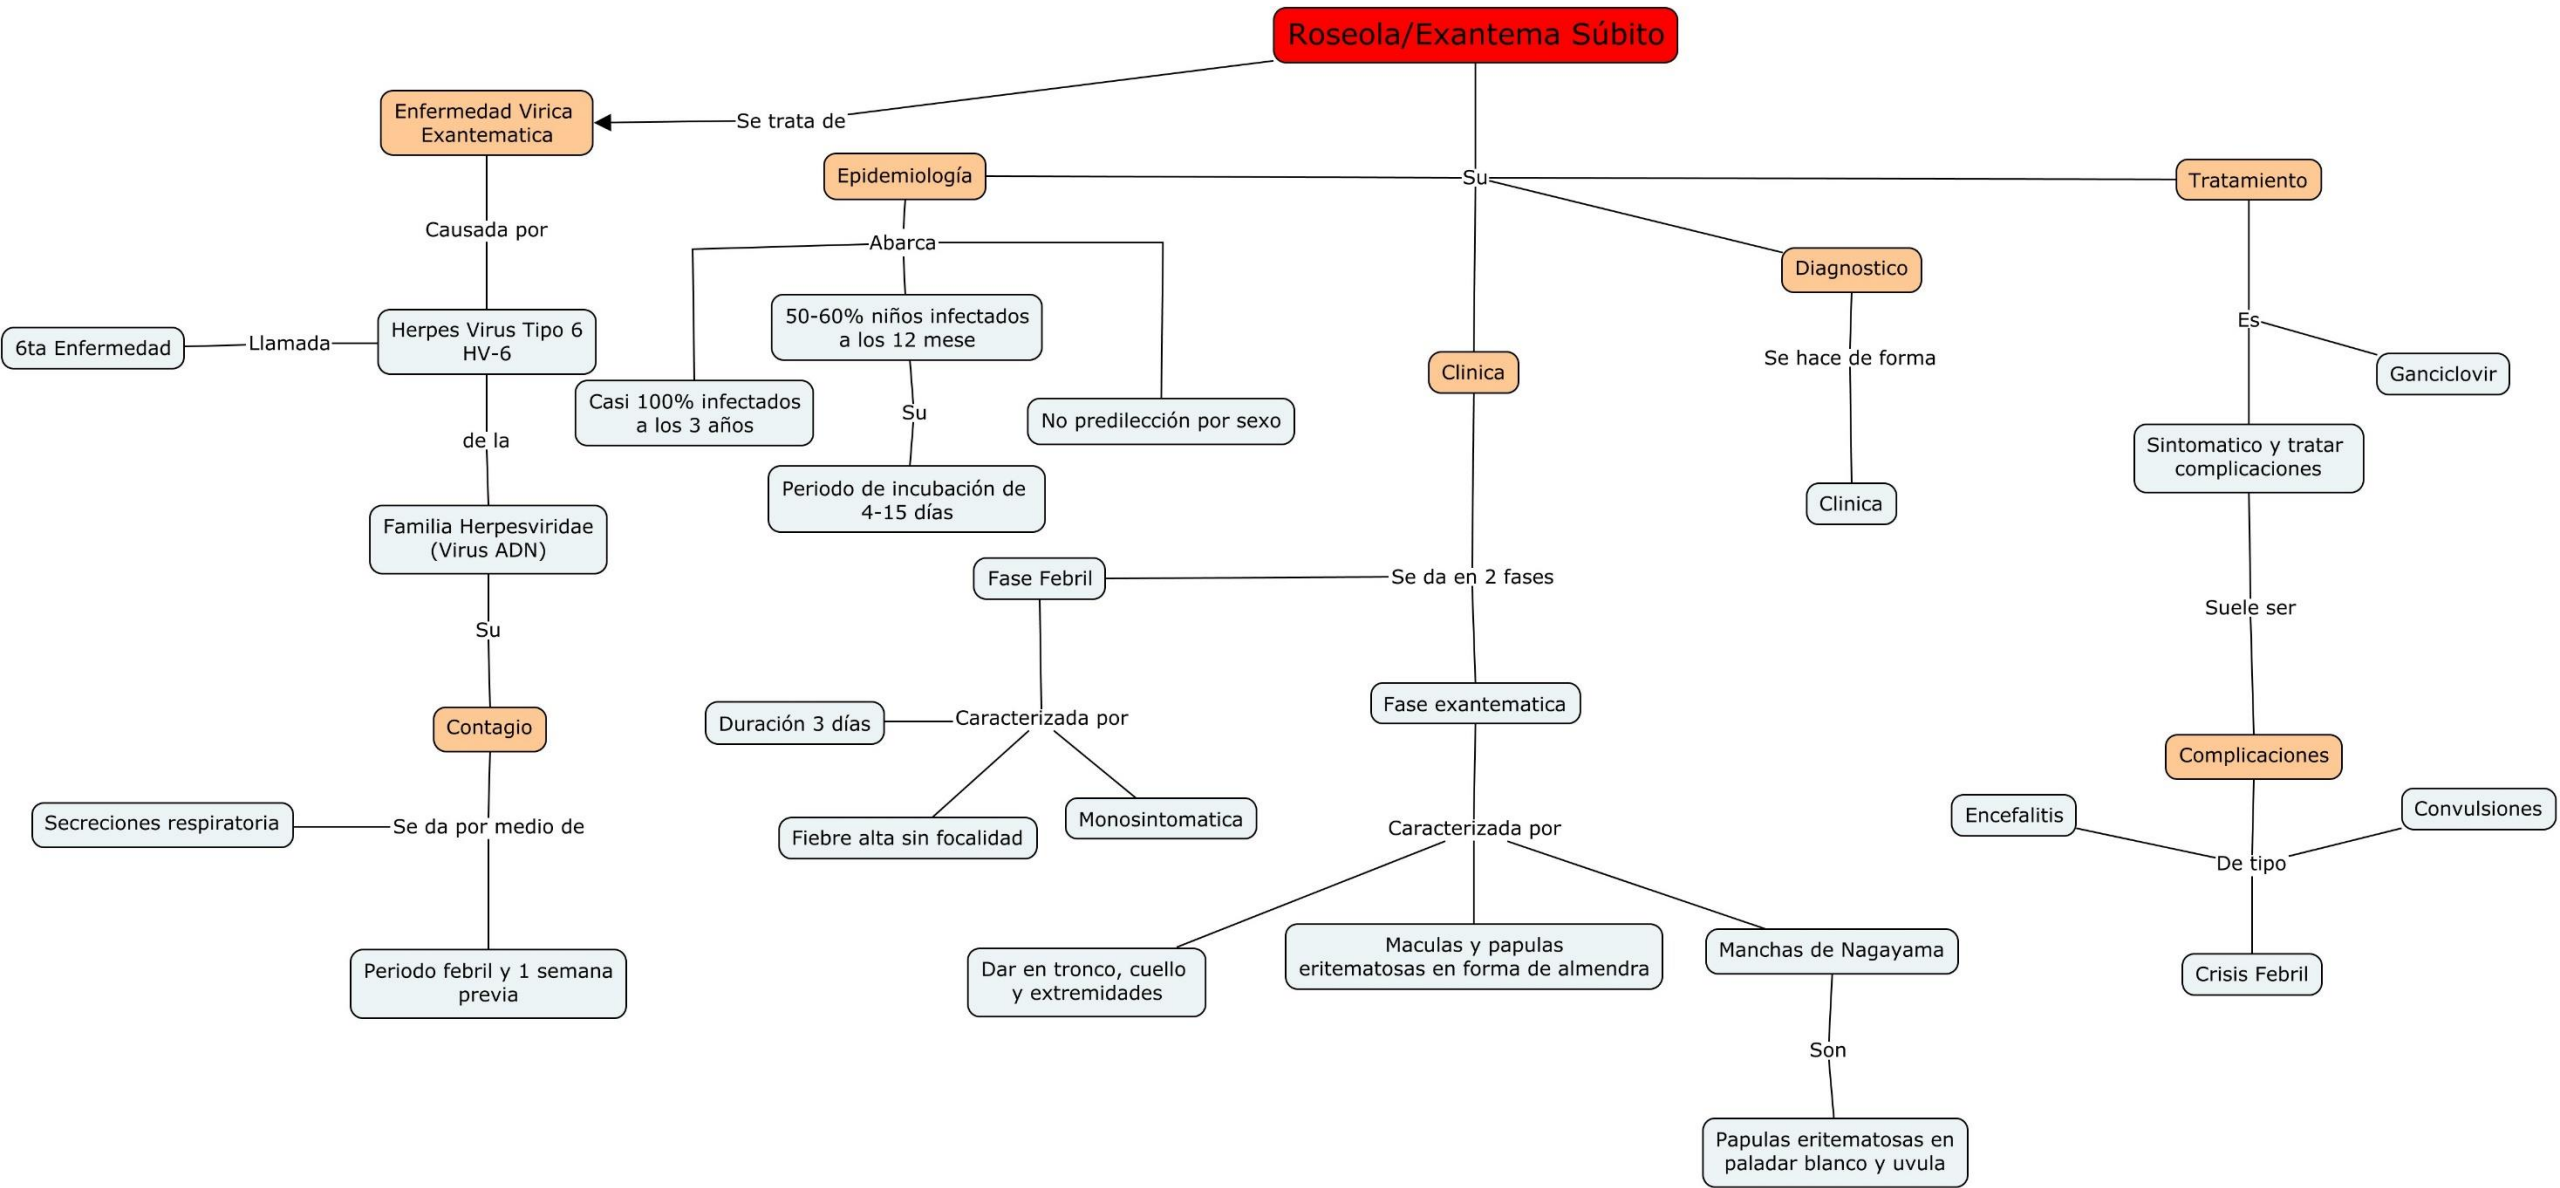 Roseola/Exantema Súbito
Se trata de
Enfermedad Virica
Exantematica
Causada por
Herpes Virus Tipo 6
HV-6
Llamada
6ta Enfermedad
de la
Familia Herpesviridae
(Virus ADN)
Su
Contagio
Se da por medio de
Secreciones respiratoria
Periodo febril y 1 semana
previa
Su
Epidemiología
Abarca
Casi 100% infectados
a los 3 años
50-60% niños infectados
a los 12 mese
Su
Periodo de incubación de
4-15 días
No predilección por sexo
Clinica
Se da en 2 fases
Fase Febril
Caracterizada por
Duración 3 días
Fiebre alta sin focalidad
Monosintomatica
Fase exantematica
Caracterizada por
Dar en tronco, cuello
y extremidades
Maculas y papulas
eritematosas en forma de almendra
Manchas de Nagayama
Son
Papulas eritematosas en
paladar blanco y uvula
Diagnostico
Se hace de forma
Clinica
Tratamiento
Es
Ganciclovir
Sintomatico y tratar
complicaciones
Suele ser
Complicaciones
De tipo
Encefalitis
Convulsiones
Crisis Febril